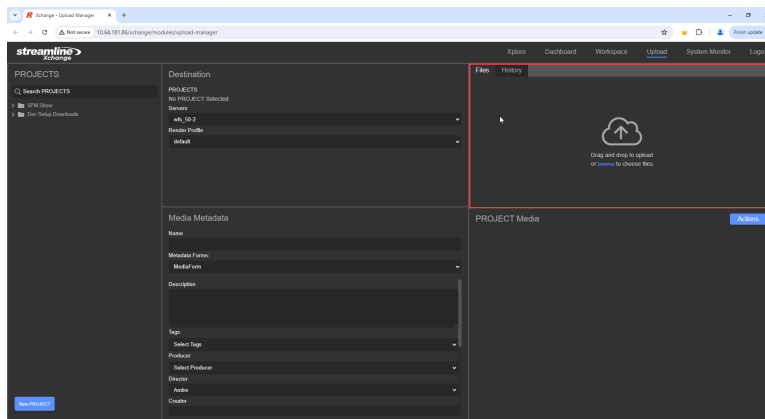 Xchange - Upload Manager
Not secure 10.64.181.86/xchange/modules/upload-manager
Finish update
streamline
Xchange
Xplore Dashboard Workspace Upload System Monitor Logo
PROJECTS
Search PROJECTS
5PM Show
Dev Setup Downloads
New PROJECT
Destination
PROJECTS
No PROJECT Selected
Servers
wfs_60-2
Render Profile
default
Media Metadata
Name
Metadata Forms:
MediaForm
Description
Tags
Select Tags
Producer
Select Producer
Director
Andre
Creator
Files History
Drag and drop to upload
or browse to choose files
PROJECT Media
Actions